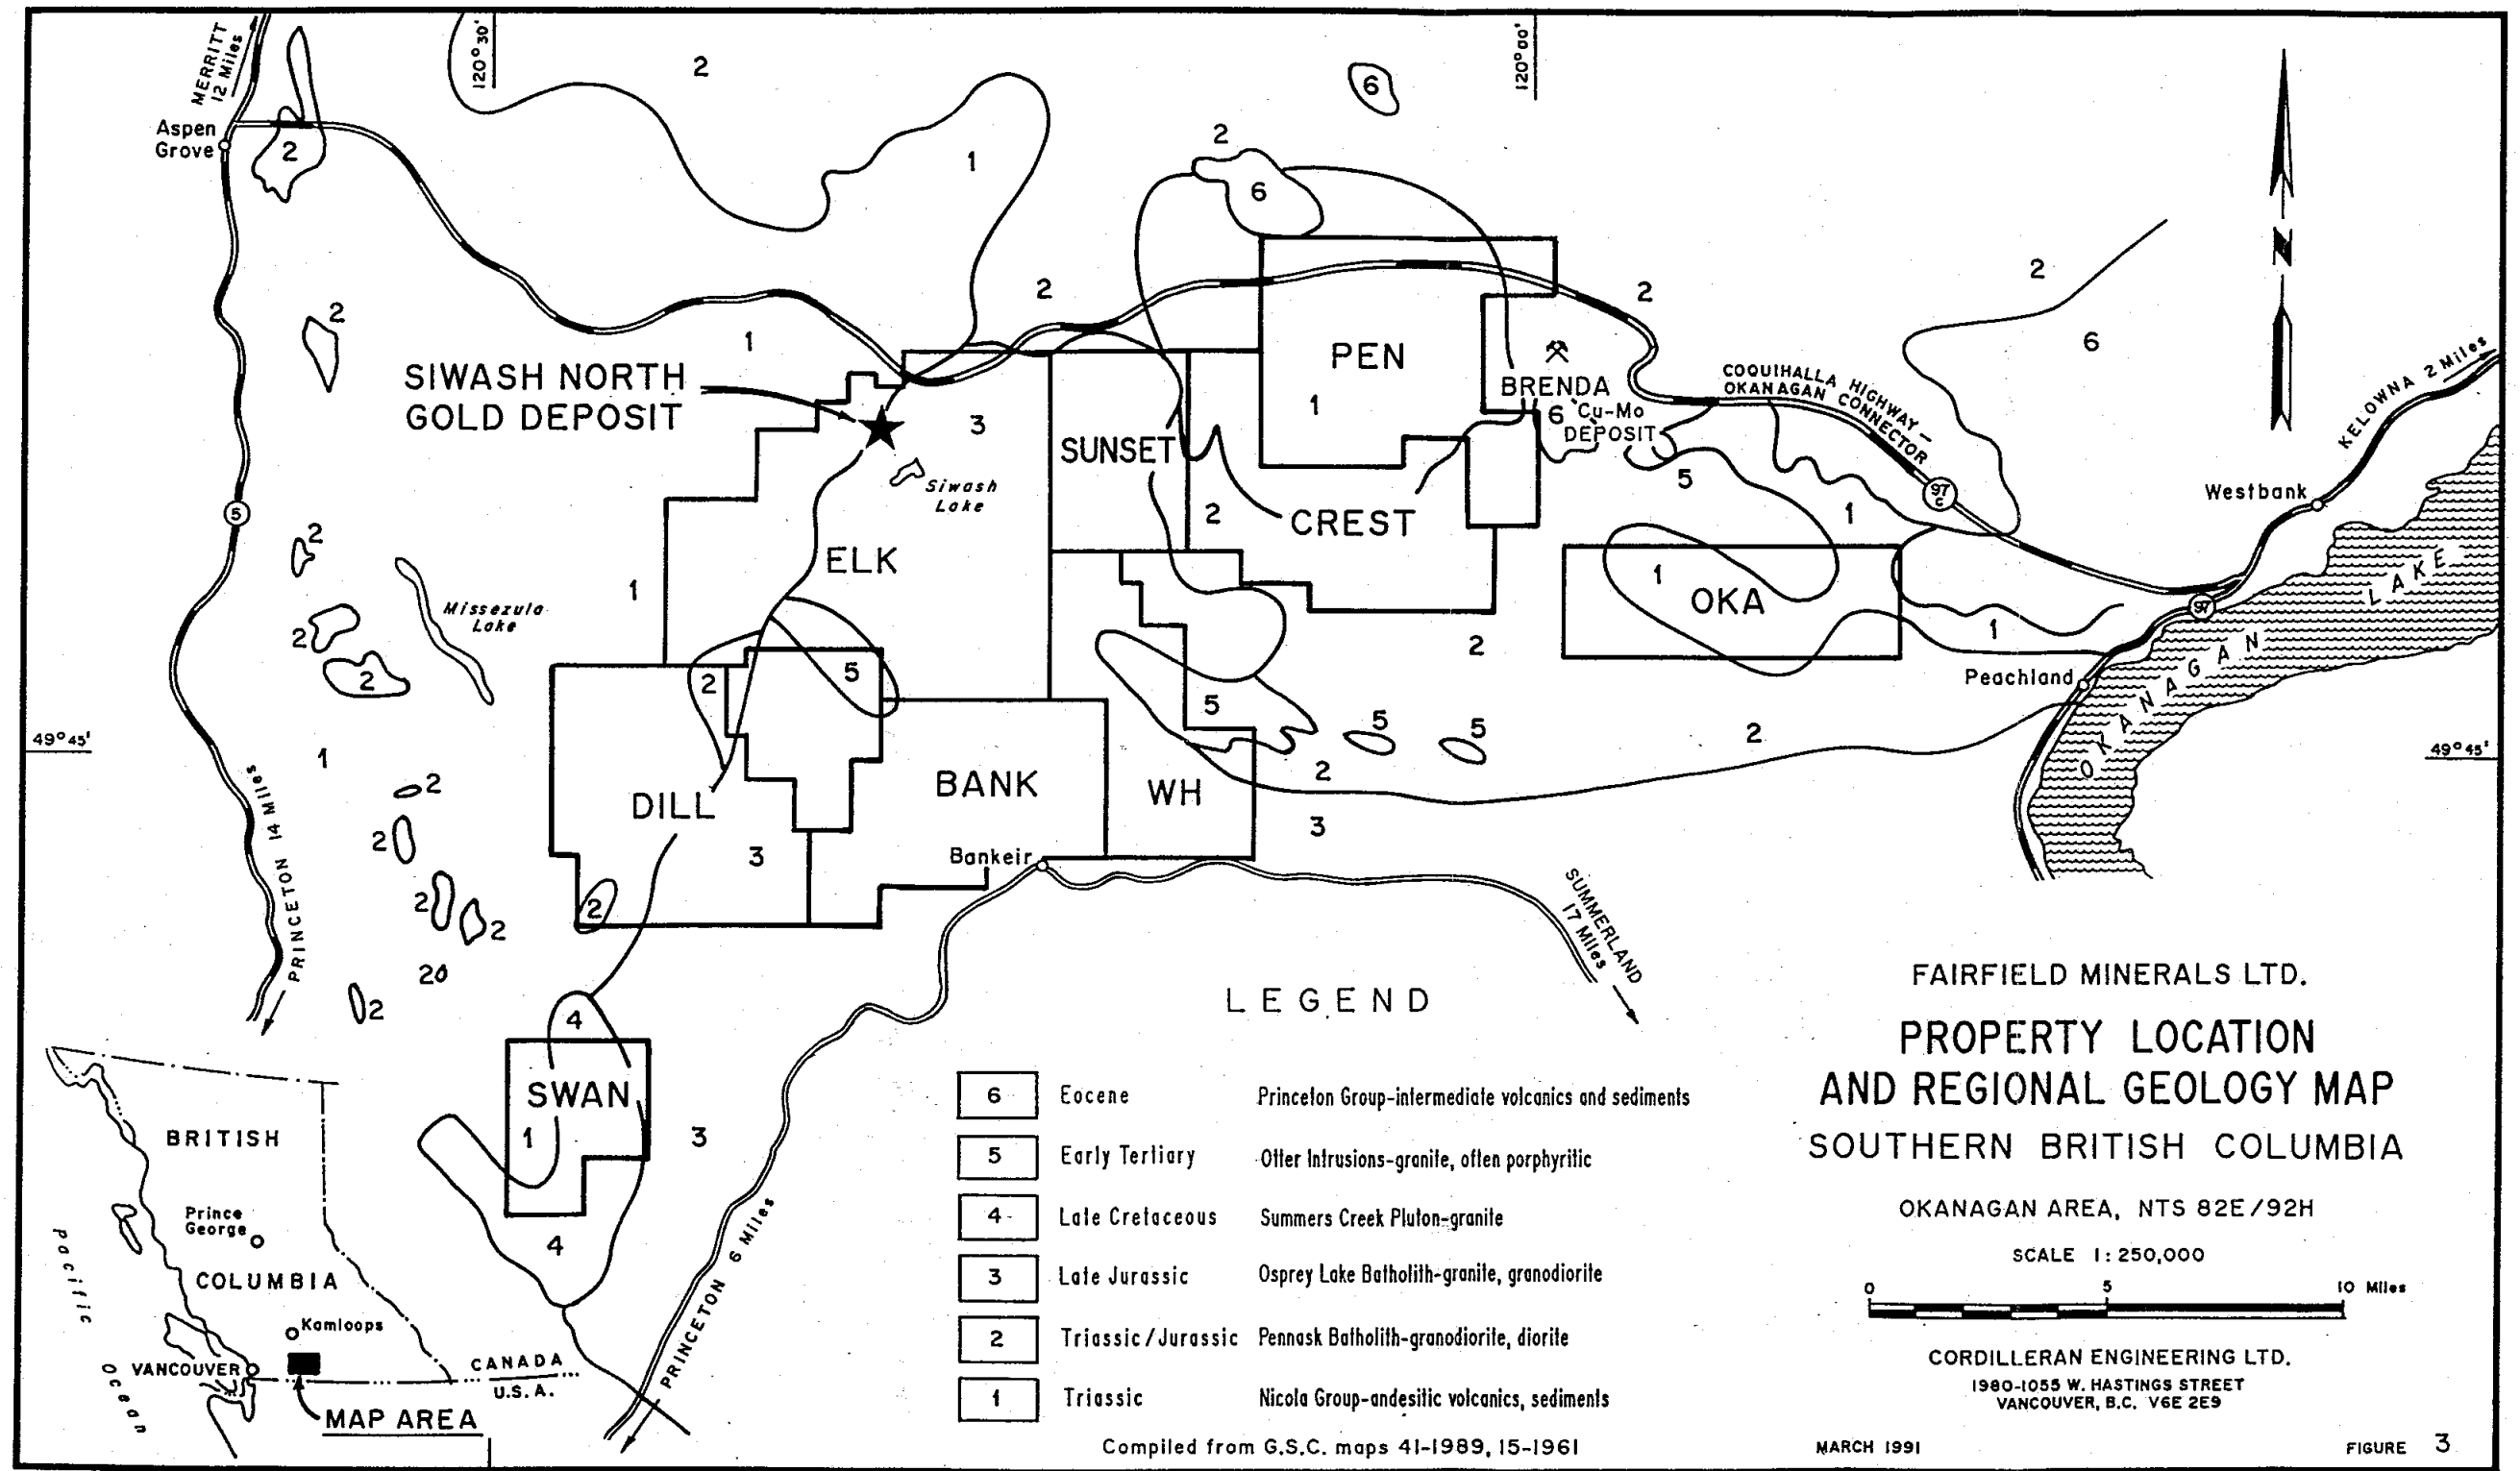 MERRITT
12 Miles
120°30'
120°00'
2
6
Aspen
Grove
2
1
2
6
N
2
2
2
2
6
1
SIWASH NORTH
GOLD DEPOSIT
3
PEN
1
BRENDA
6 Cu-Mo
DEPOSIT
COQUIHALLA HIGHWAY –
OKANAGAN CONNECTOR
KELOWNA 2 Miles
SUNSET
Siwash
Lake
5
97
C
Westbank
5
2
CREST
1
2
ELK
1
Missezula
Lake
1
OKA
97
OKANAGAN LAKE
2
1
2
2
2
5
5
5
5
Peachland
49°45'
1
2
2
49°45'
PRINCETON 14 Miles
2
DILL
BANK
WH
2
3
3
Bankeir
2
2
2
2
2
SUMMERLAND
17 Miles
2
4
SWAN
1
3
4
PRINCETON 6 Miles
BRITISH
COLUMBIA
Prince
George
Kamloops
VANCOUVER
CANADA
U.S.A.
Pacific
Ocean
MAP AREA
LEGEND
6 Eocene Princeton Group-intermediate volcanics and sediments
5 Early Tertiary Otter Intrusions-granite, often porphyritic
4 Late Cretaceous Summers Creek Pluton-granite
3 Late Jurassic Osprey Lake Batholith-granite, granodiorite
2 Triassic/Jurassic Pennask Batholith-granodiorite, diorite
1 Triassic Nicola Group-andesitic volcanics, sediments
Compiled from G.S.C. maps 41-1989, 15-1961
FAIRFIELD MINERALS LTD.
PROPERTY LOCATION
AND REGIONAL GEOLOGY MAP
SOUTHERN BRITISH COLUMBIA
OKANAGAN AREA, NTS 82E/92H
SCALE 1:250,000
0 5 10 Miles
CORDILLERAN ENGINEERING LTD.
1980-1055 W. HASTINGS STREET
VANCOUVER, B.C. V6E 2E9
MARCH 1991
FIGURE 3